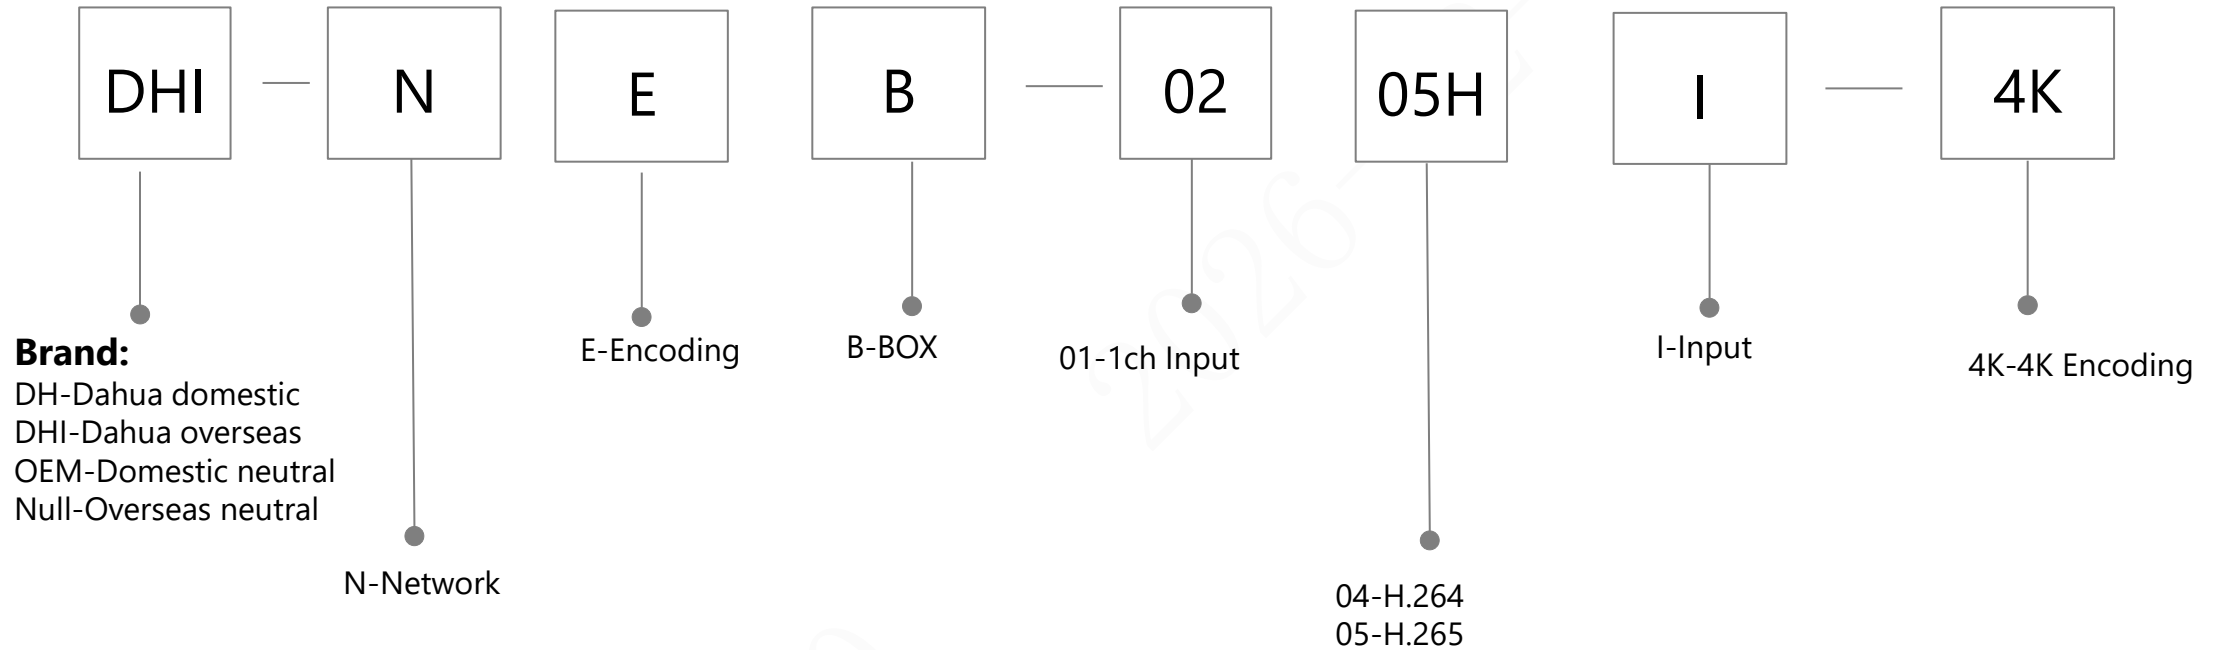 DHI — N E B — 02 05H I — 4K
Brand:
DH-Dahua domestic
DHI-Dahua overseas
OEM-Domestic neutral
Null-Overseas neutral
N-Network
E-Encoding
B-BOX
01-1ch Input
04-H.264
05-H.265
I-Input
4K-4K Encoding